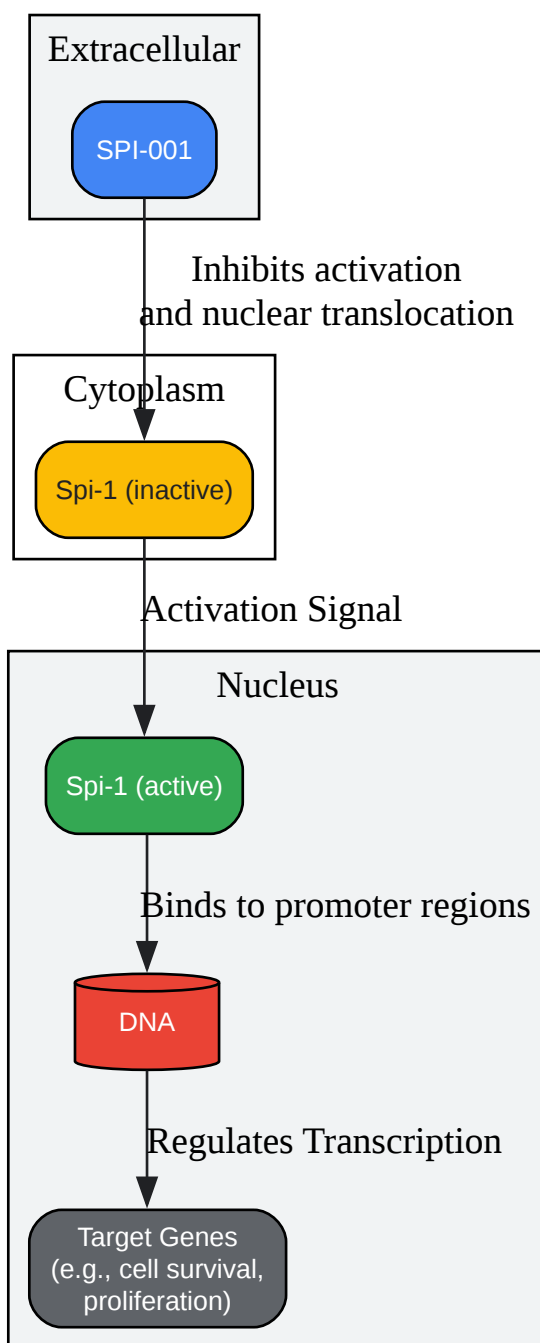 Extracellular
SPI-001
Inhibits activation
and nuclear translocation
Cytoplasm
Spi-1 (inactive)
Activation Signal
Nucleus
Spi-1 (active)
Binds to promoter regions
DNA
Regulates Transcription
Target Genes
(e.g., cell survival,
proliferation)